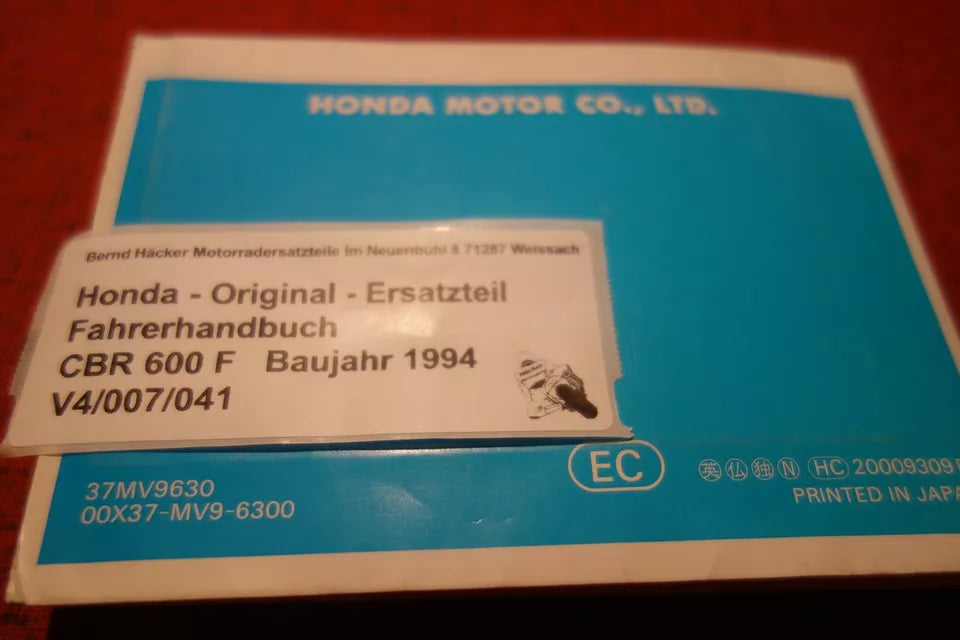 HONDA MOTOR CO., LTD.
Bernd Häcker Motorradersatzteile Im Neuenbühl 8 71287 Weissach
Honda - Original - Ersatzteil
Fahrerhandbuch
CBR 600 F Baujahr 1994
V4/007/041
EC
37MV9630
00X37-MV9-6300
英 仏 独 N HC 20009309
PRINTED IN JAPA